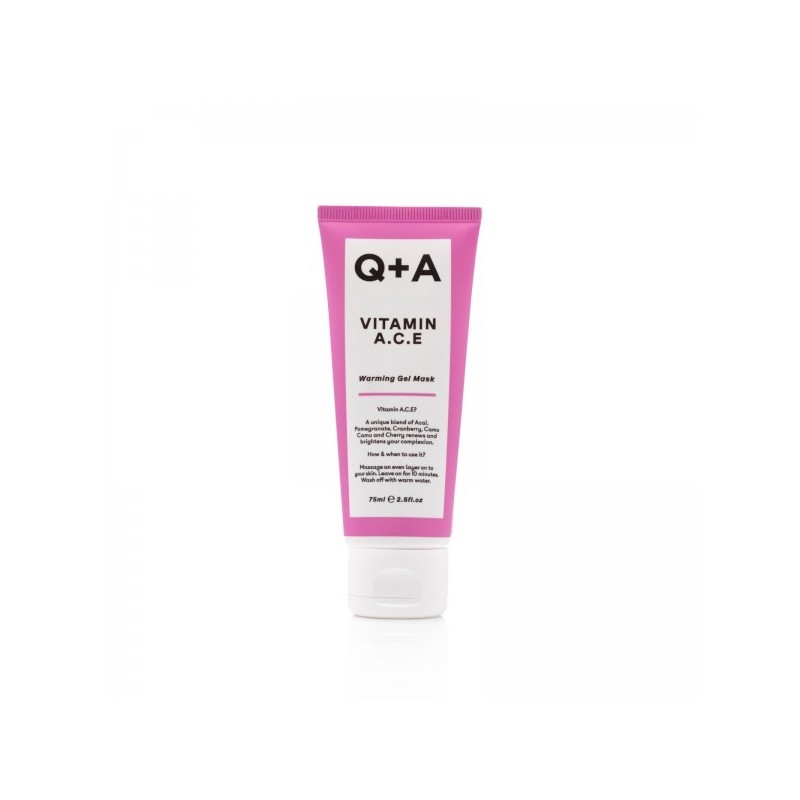 Q+A
VITAMIN
A.C.E
Warming Gel Mask
Vitamin A.C.E?
A unique blend of Acai,
Pomegranate, Cranberry, Camu
Camu and Cherry renews and
brightens your complexion.
How & when to use it?
Massage an even layer on to
your skin. Leave on for 10 minutes.
Wash off with warm water.
75ml ℮ 2.5fl.oz